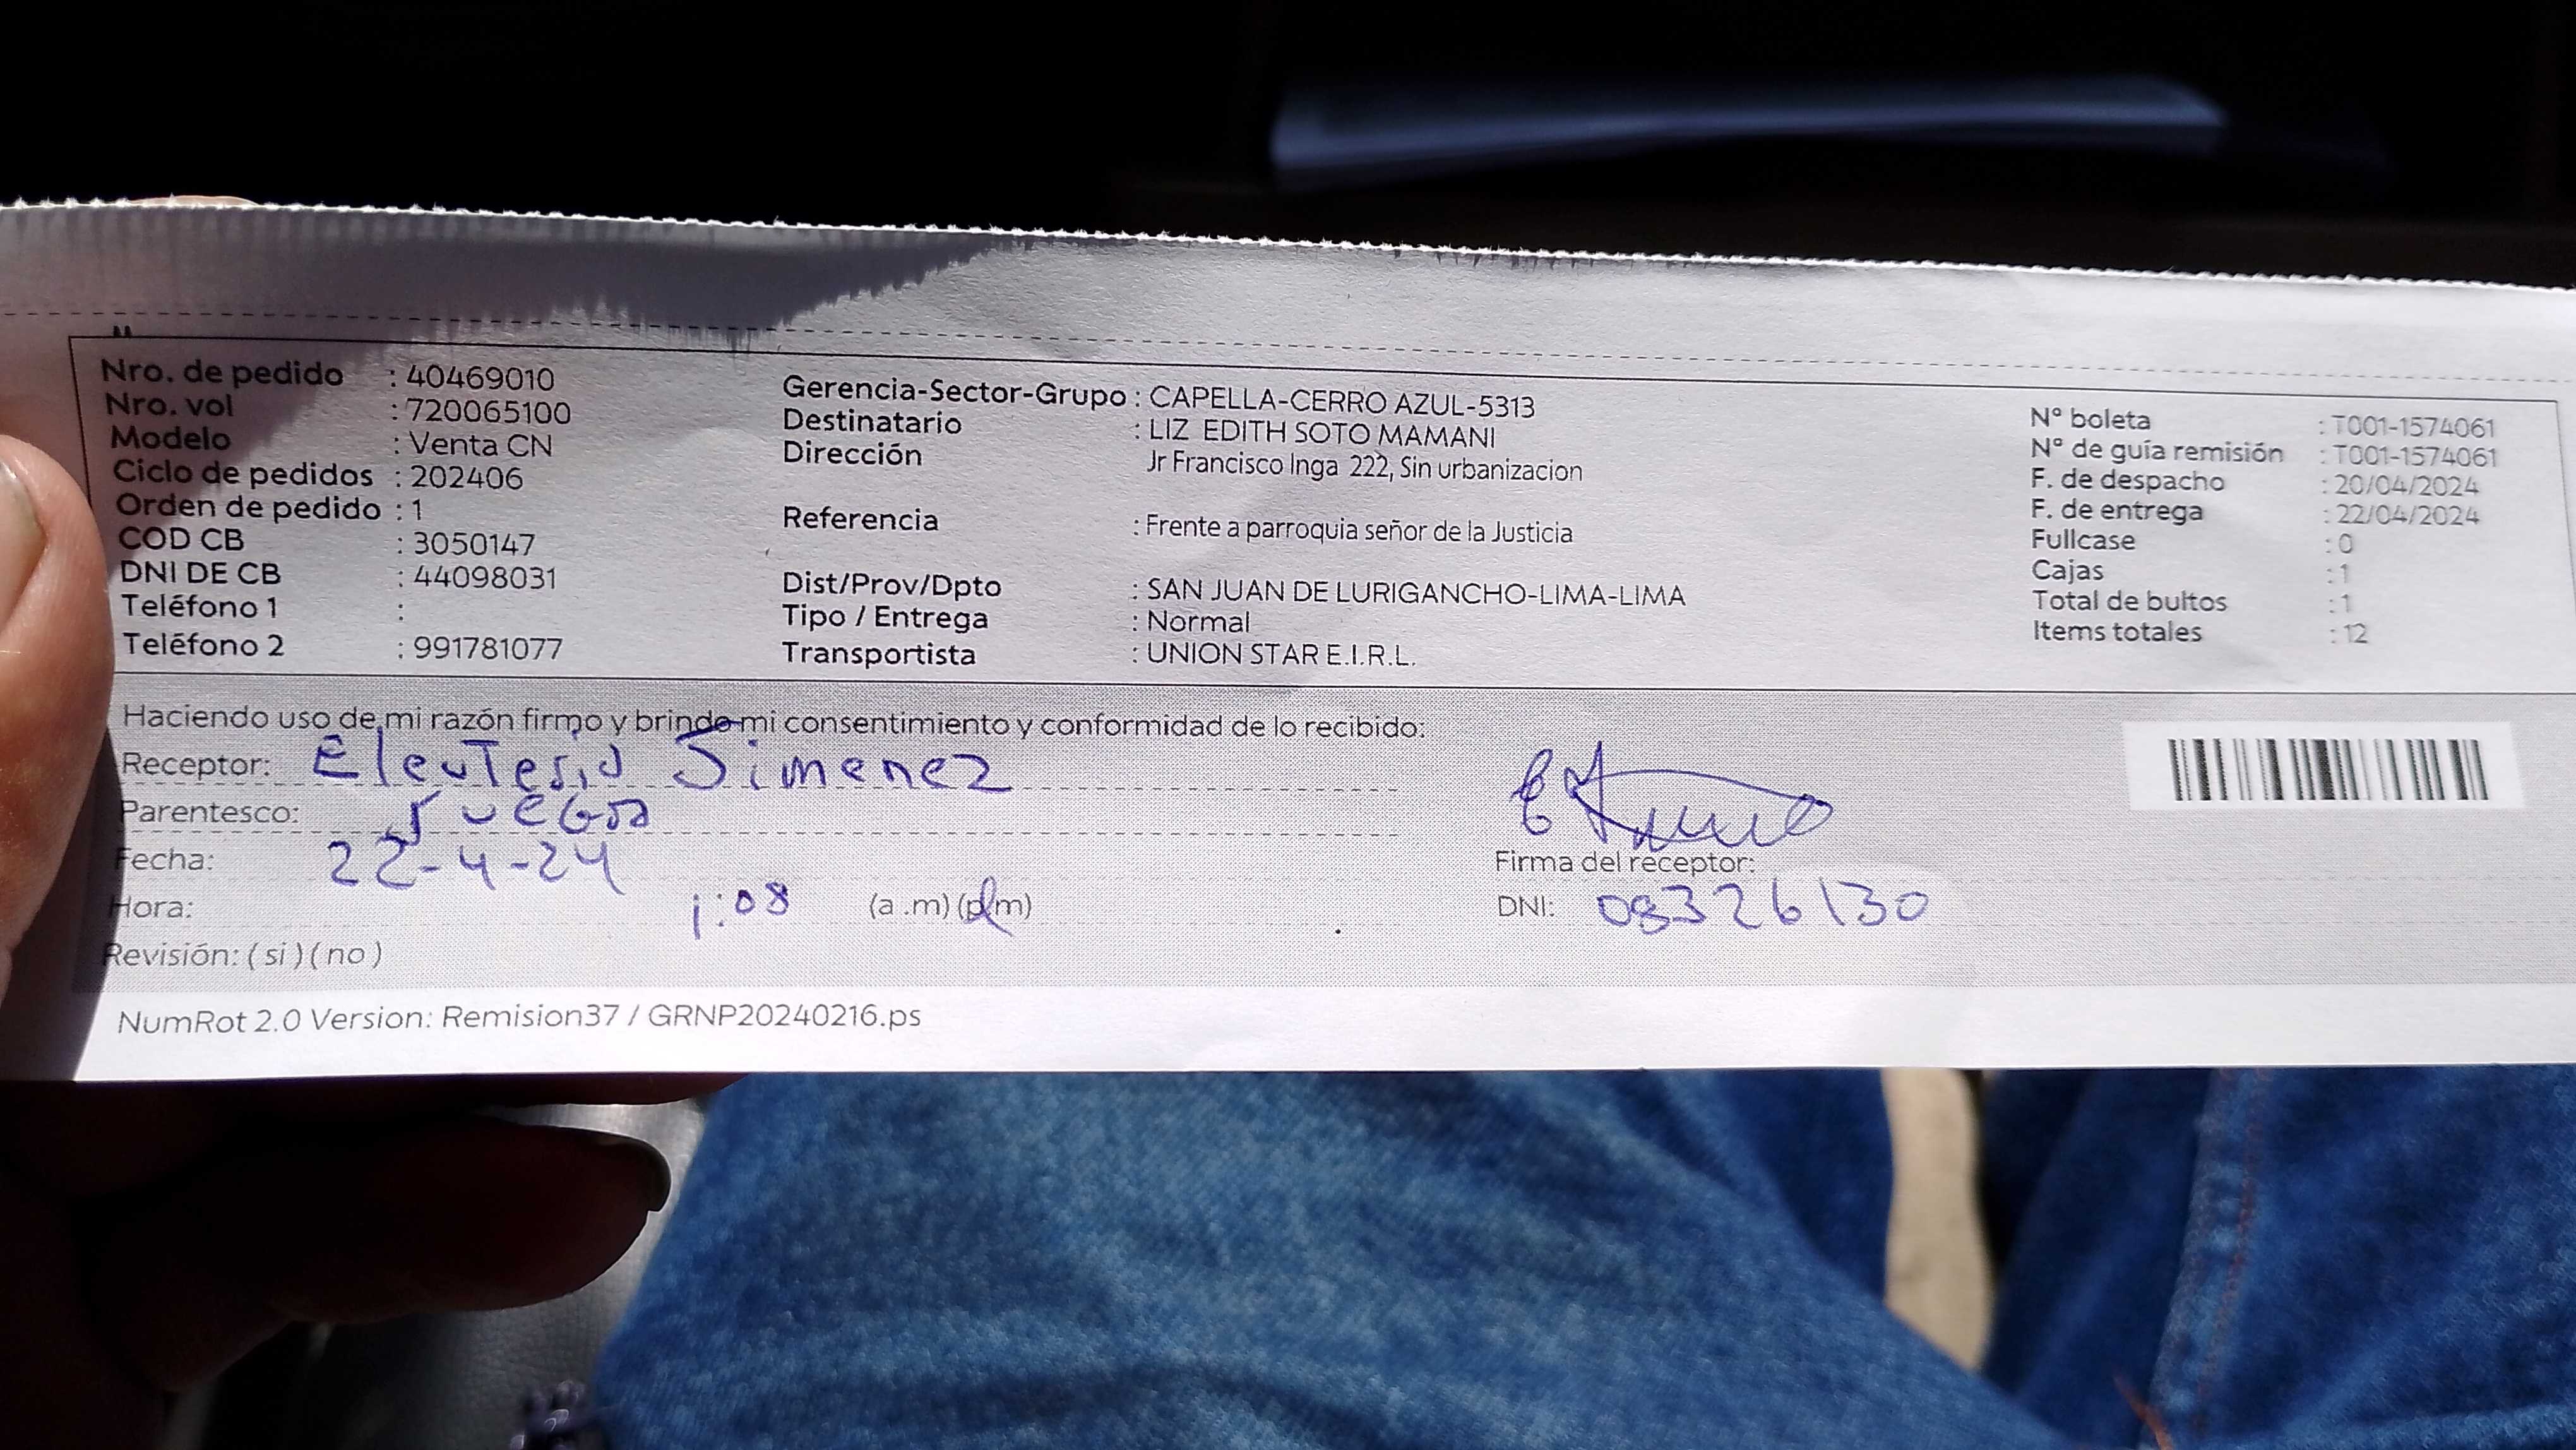 Nro. de pedido : 40469010
Nro. vol : 720065100
Modelo : Venta CN
Ciclo de pedidos : 202406
Orden de pedido : 1
COD CB : 3050147
DNI DE CB : 44098031
Teléfono 1 :
Teléfono 2 : 991781077
Gerencia-Sector-Grupo : CAPELLA-CERRO AZUL-5313
Destinatario : LIZ EDITH SOTO MAMANI
Dirección Jr Francisco Inga 222, Sin urbanizacion
Referencia : Frente a parroquia señor de la Justicia
Dist/Prov/Dpto : SAN JUAN DE LURIGANCHO-LIMA-LIMA
Tipo / Entrega : Normal
Transportista : UNION STAR E.I.R.L.
N° boleta : T001-1574061
N° de guía remisión : T001-1574061
F. de despacho : 20/04/2024
F. de entrega : 22/04/2024
Fullcase : 0
Cajas : 1
Total de bultos : 1
Items totales : 12
Haciendo uso de mi razón firmo y brindo mi consentimiento y conformidad de lo recibido:
Receptor: Eleuterio Jimenez
Parentesco:
Fecha: 22-4-24
Hora: 1:08 (a .m) (p.m)
Revisión: ( si ) ( no )
Firma del receptor:
DNI: 08326130
NumRot 2.0 Version: Remision37 / GRNP20240216.ps